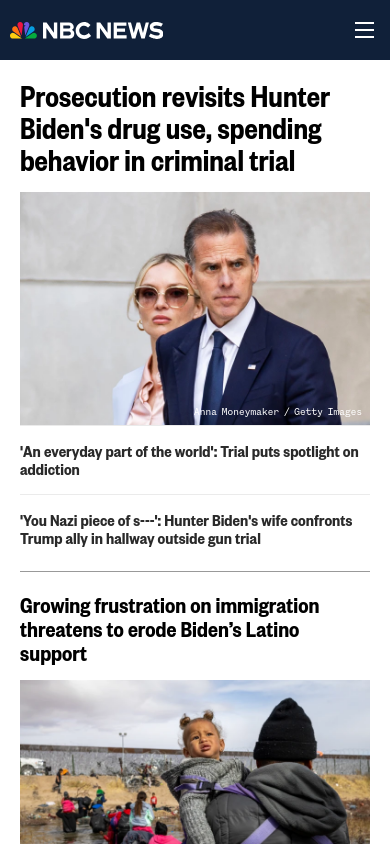 NBC NEWS
Prosecution revisits Hunter
Biden's drug use, spending
behavior in criminal trial
Anna Moneymaker / Getty Images
'An everyday part of the world': Trial puts spotlight on
addiction
'You Nazi piece of s---': Hunter Biden's wife confronts
Trump ally in hallway outside gun trial
Growing frustration on immigration
threatens to erode Biden’s Latino
support